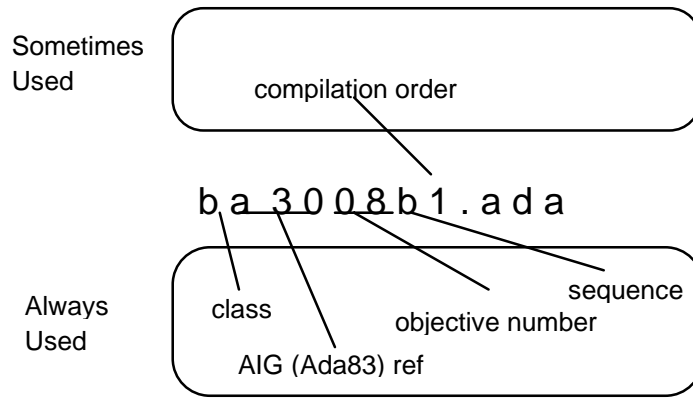 Sometimes
Used
compilation order
ba3008b1.ada
Always
Used
class
sequence
objective number
AIG (Ada83) ref